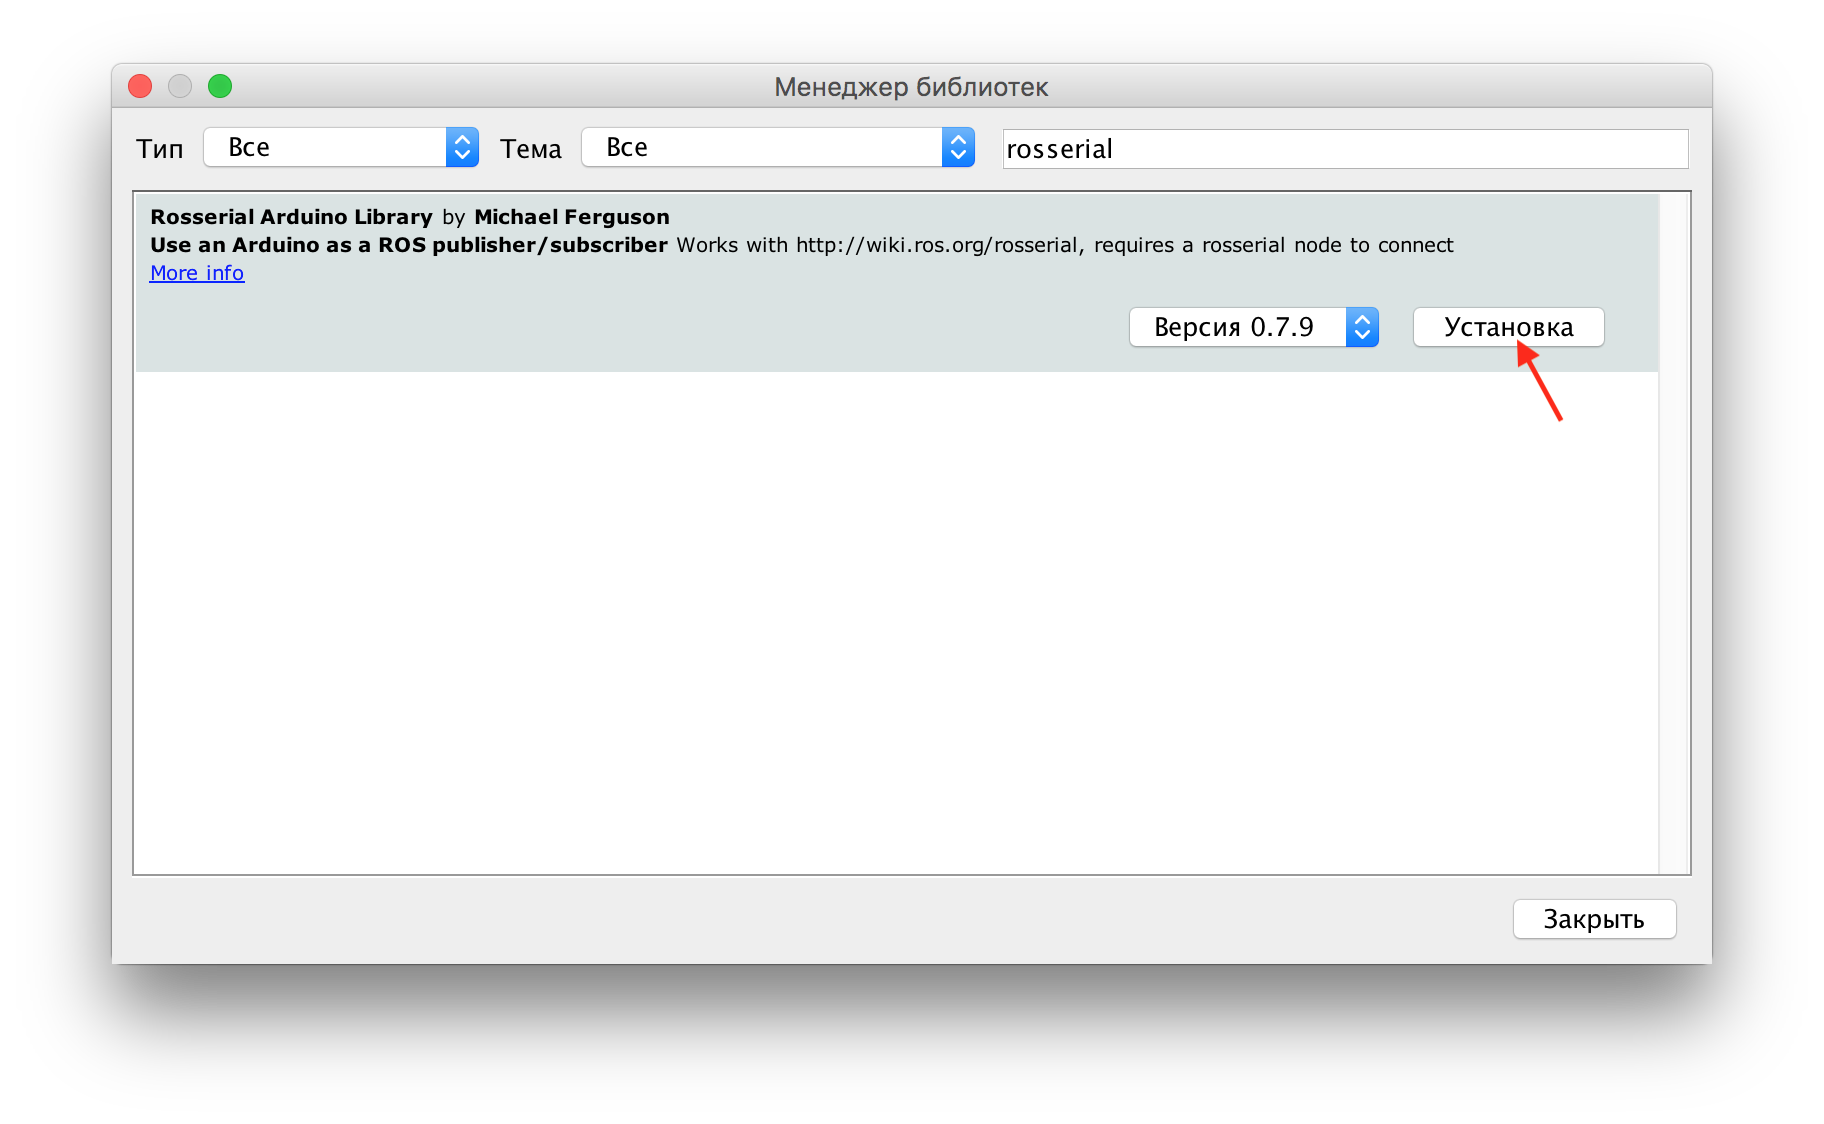 Менеджер библиотек
Тип Все Тема Все rosserial
Rosserial Arduino Library by Michael Ferguson
Use an Arduino as a ROS publisher/subscriber Works with http://wiki.ros.org/rosserial, requires a rosserial node to connect
More info
Версия 0.7.9 Установка
Закрыть